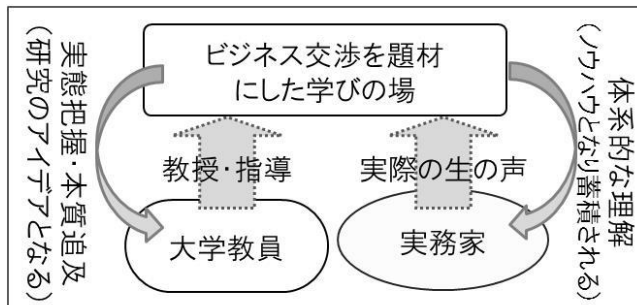 ビジネス交渉を題材
にした学びの場
実態把握・本質追及
(研究のアイデアとなる)
体系的な理解
(ノウハウとなり蓄積される)
教授・指導
実際の生の声
大学教員
実務家